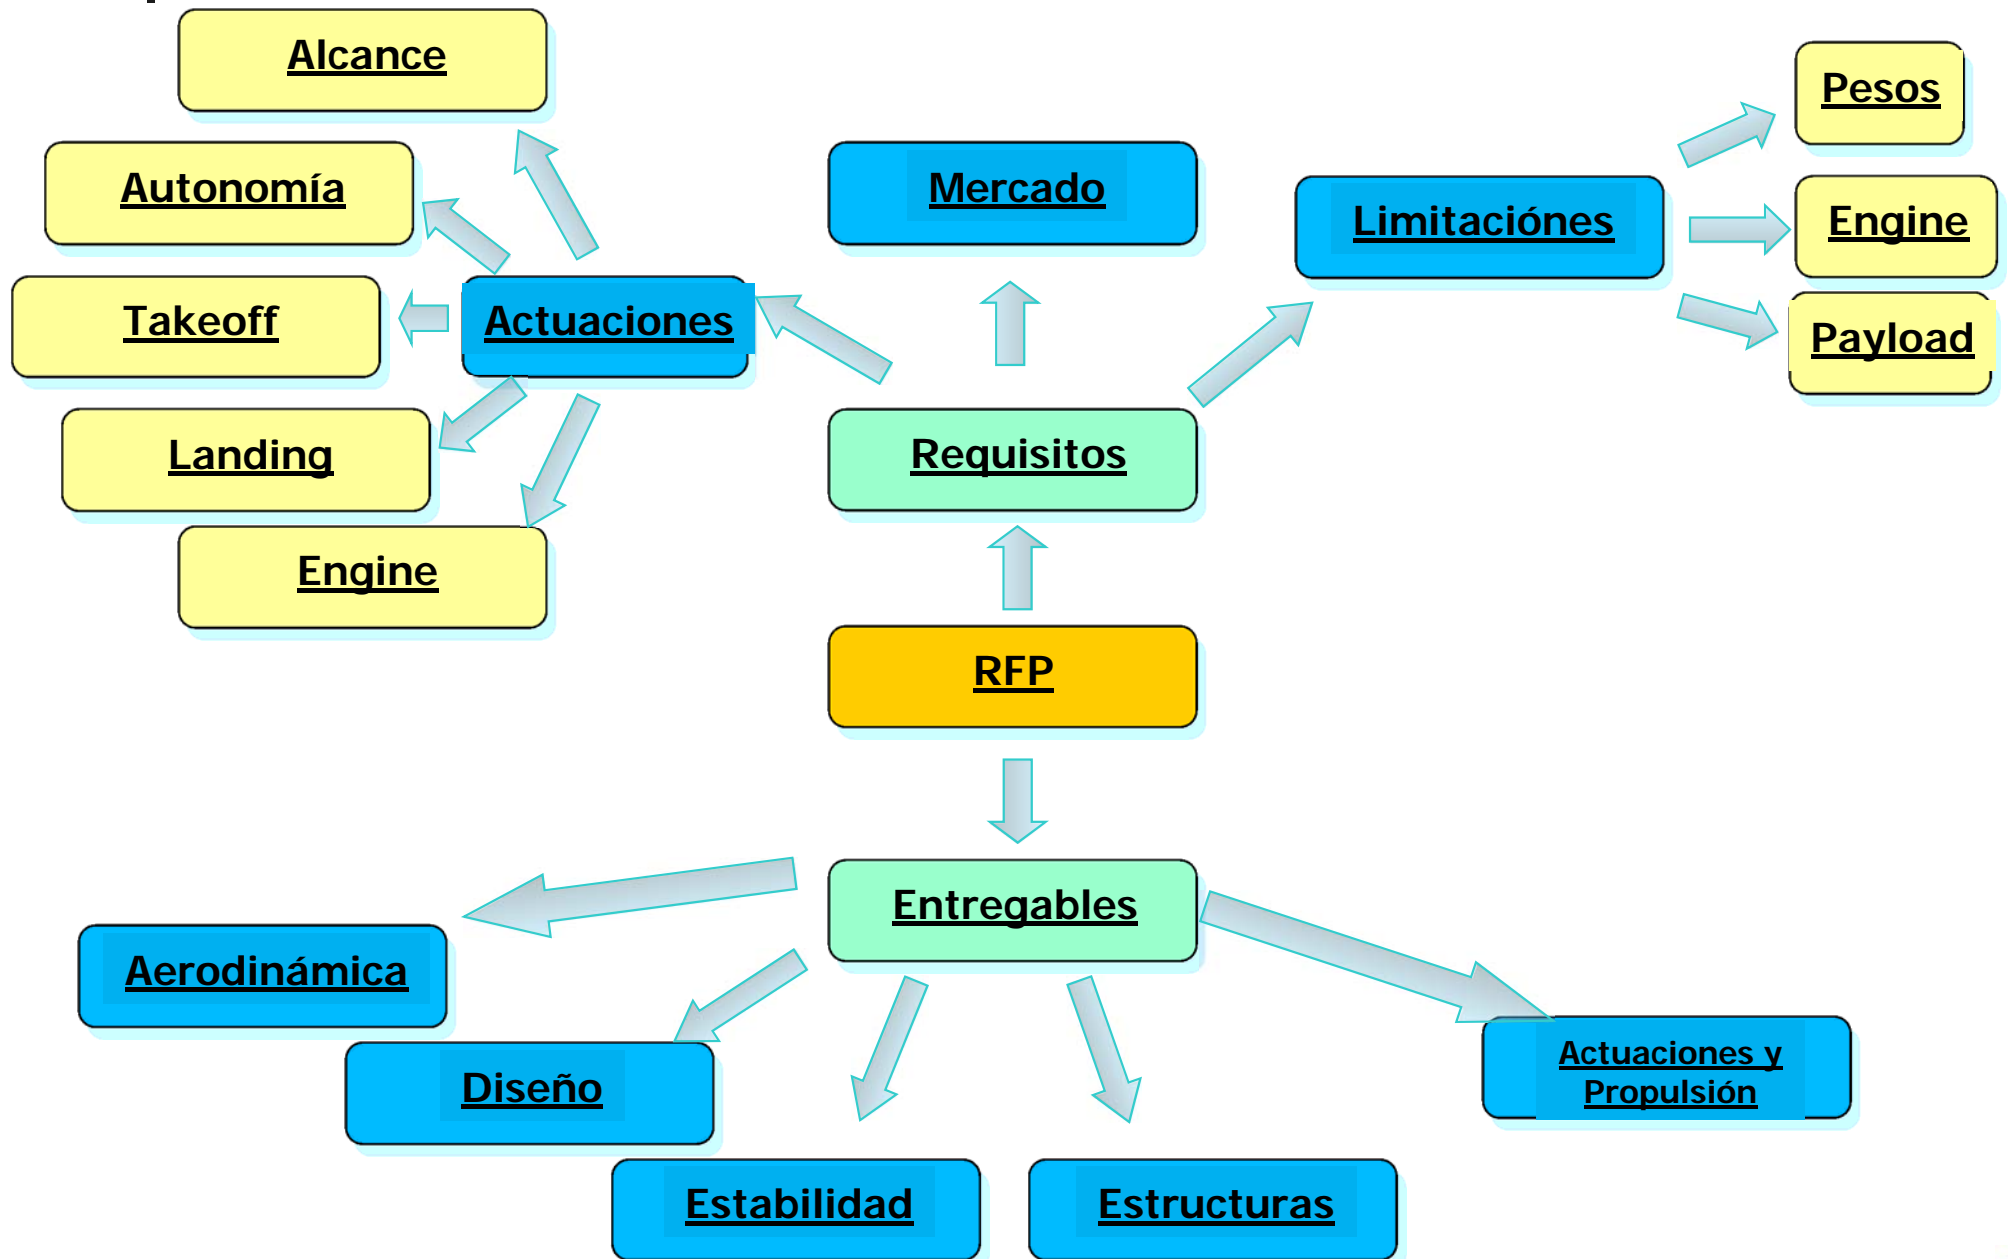 Alcance
Pesos
Autonomía
Mercado
Limitaciónes
Engine
Takeoff
Actuaciones
Payload
Landing
Requisitos
Engine
RFP
Entregables
Aerodinámica
Actuaciones y
Propulsión
Diseño
Estabilidad
Estructuras